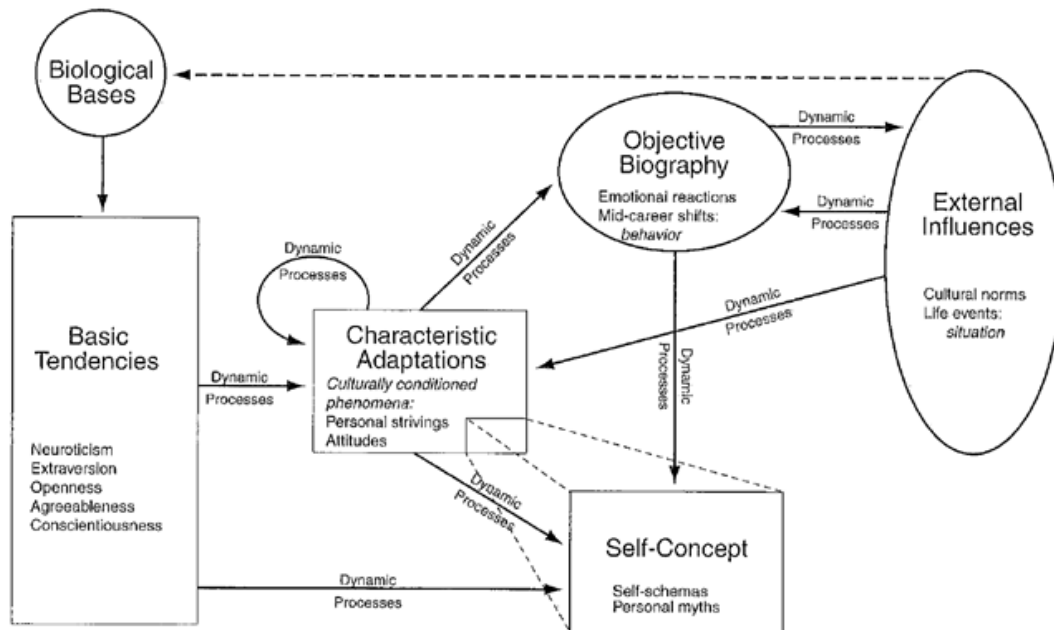 Biological
Bases
Basic
Tendencies
Neuroticism
Extraversion
Openness
Agreeableness
Conscientiousness
Dynamic
Processes
Dynamic
Processes
Characteristic
Adaptations
Culturally conditioned
phenomena:
Personal strivings
Attitudes
Dynamic
Processes
Objective
Biography
Emotional reactions
Mid-career shifts:
behavior
Dynamic
Processes
Dynamic
Processes
External
Influences
Cultural norms
Life events:
situation
Dynamic
Processes
Dynamic
Processes
Dynamic
Processes
Dynamic
Processes
Self-Concept
Self-schemas
Personal myths